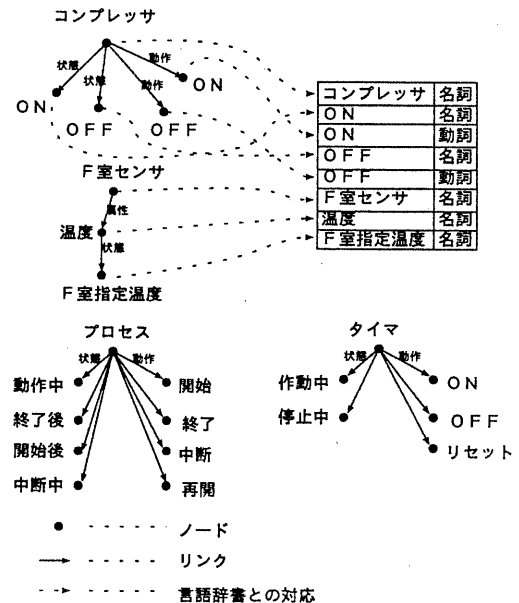 コンプレッサ
状態 状態 動作 動作
ON OFF OFF ON
コンプレッサ 名詞
ON 名詞
ON 動詞
OFF 名詞
OFF 動詞
F室センサ 名詞
温度 名詞
F室指定温度 名詞
F室センサ
属性
温度
状態
F室指定温度
プロセス
状態 動作
動作中 開始
終了後 終了
開始後 中断
中断中 再開
タイマ
状態 動作
作動中 ON
停止中 OFF
リセット
ノード
リンク
言語辞書との対応